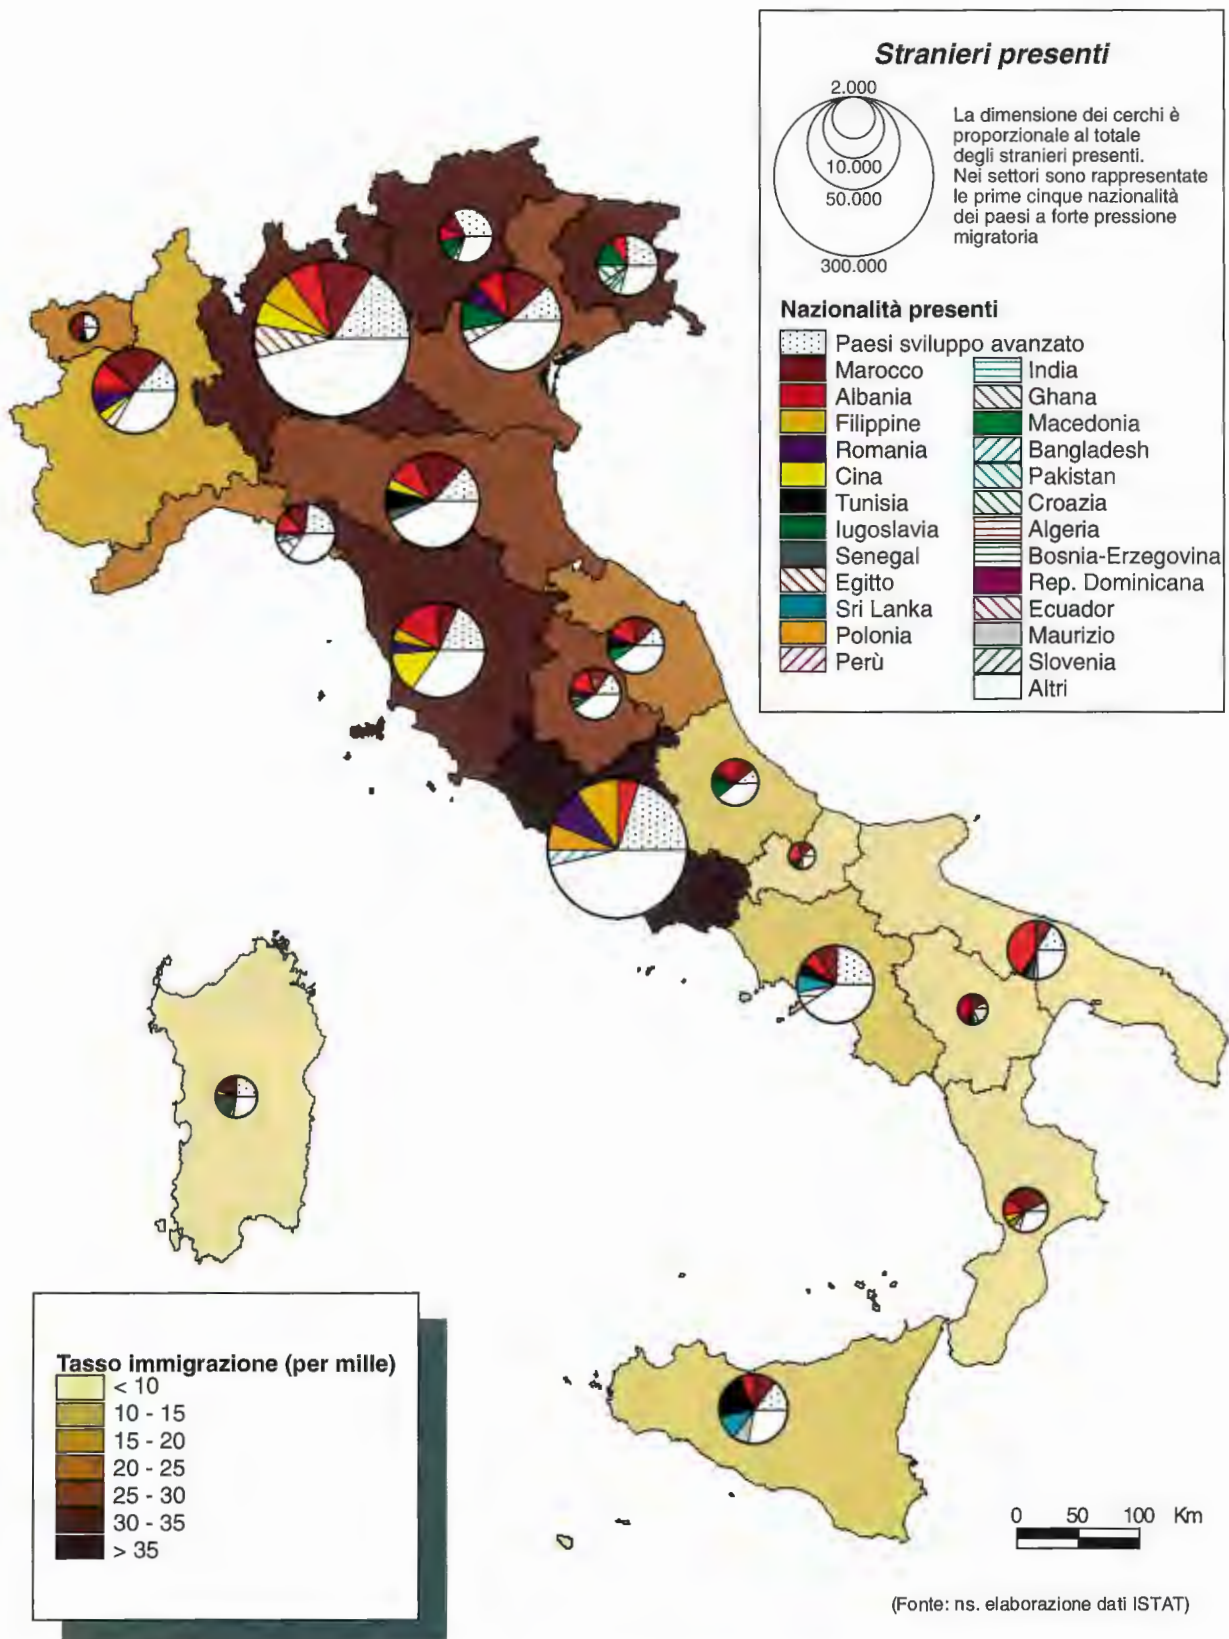 Stranieri presenti
2.000
10.000
50.000
300.000
La dimensione dei cerchi è
proporzionale al totale
degli stranieri presenti.
Nei settori sono rappresentate
le prime cinque nazionalità
dei paesi a forte pressione
migratoria
Nazionalità presenti
Paesi sviluppo avanzato
Marocco
Albania
Filippine
Romania
Cina
Tunisia
Iugoslavia
Senegal
Egitto
Sri Lanka
Polonia
Perù
India
Ghana
Macedonia
Bangladesh
Pakistan
Croazia
Algeria
Bosnia-Erzegovina
Rep. Dominicana
Ecuador
Maurizio
Slovenia
Altri
Tasso immigrazione (per mille)
< 10
10 - 15
15 - 20
20 - 25
25 - 30
30 - 35
> 35
0 50 100 Km
(Fonte: ns. elaborazione dati ISTAT)